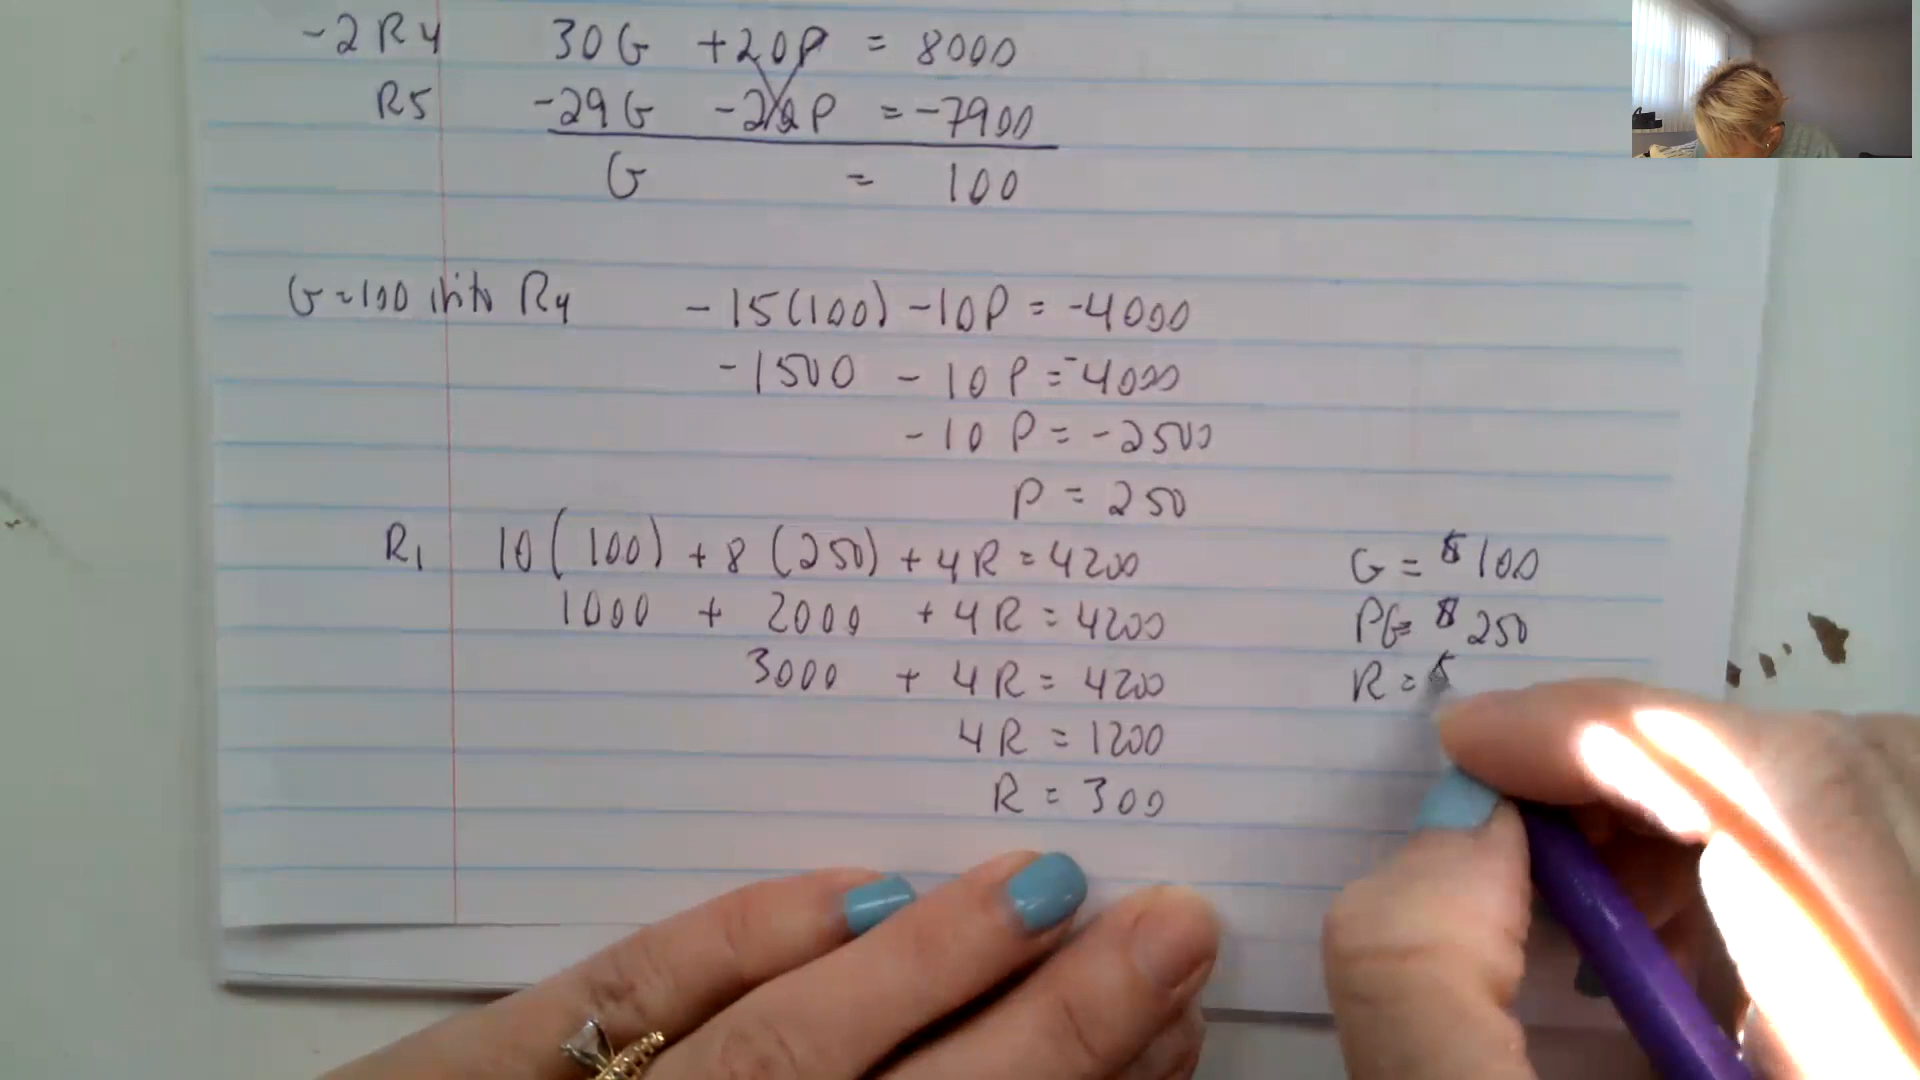 -2R4 30G +20P = 8000
R5 -29G -20P = -7900
G = 100
G=100 into R4 -15(100) -10P = -4000
-1500 - 10P = -4000
-10P = -2500
P = 250
R1 10(100) + 8(250) + 4R = 4200
1000 + 2000 + 4R = 4200
3000 + 4R = 4200
4R = 1200
R = 300
G = $100
PG= $250
R = $